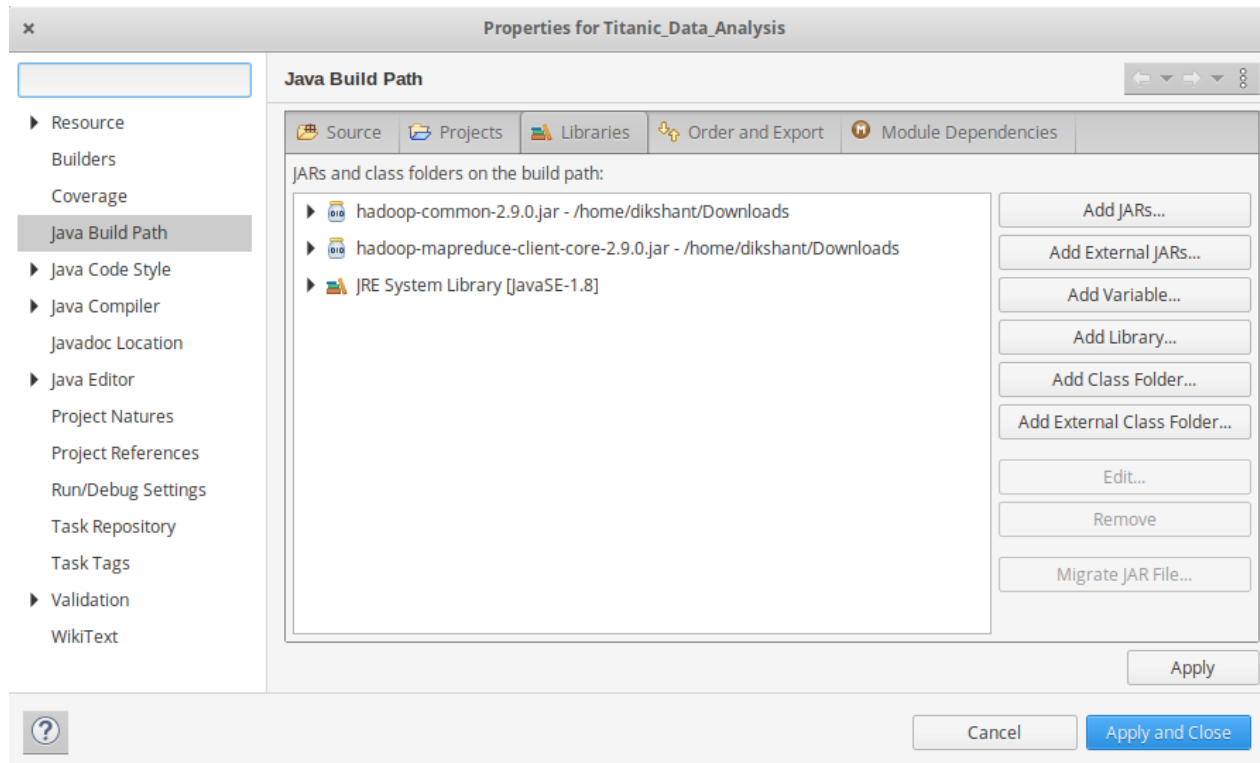 Properties for Titanic_Data_Analysis
Resource
Builders
Coverage
Java Build Path
Java Code Style
Java Compiler
Javadoc Location
Java Editor
Project Natures
Project References
Run/Debug Settings
Task Repository
Task Tags
Validation
WikiText
Java Build Path
Source Projects Libraries Order and Export Module Dependencies
JARs and class folders on the build path:
hadoop-common-2.9.0.jar - /home/dikshant/Downloads
hadoop-mapreduce-client-core-2.9.0.jar - /home/dikshant/Downloads
JRE System Library [JavaSE-1.8]
Add JARs...
Add External JARs...
Add Variable...
Add Library...
Add Class Folder...
Add External Class Folder...
Edit...
Remove
Migrate JAR File...
Apply
Cancel Apply and Close